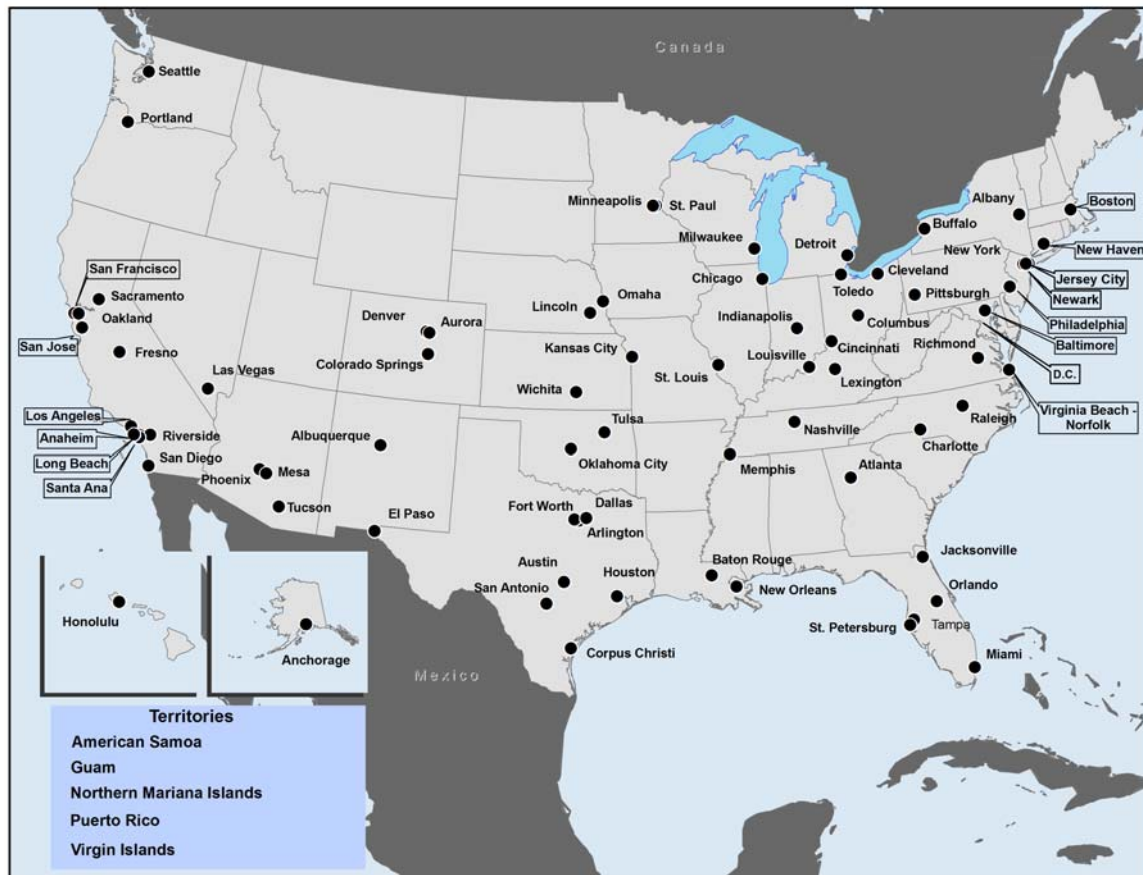 Canada
Seattle
Portland
Minneapolis
St. Paul
Albany
Boston
Buffalo
Milwaukee
Detroit
New York
New Haven
San Francisco
Chicago
Cleveland
Jersey City
Toledo
Newark
Sacramento
Omaha
Pittsburgh
Lincoln
Oakland
Denver
Aurora
Indianapolis
Columbus
Philadelphia
San Jose
Baltimore
Fresno
Colorado Springs
Kansas City
Louisville
Cincinnati
Richmond
Las Vegas
St. Louis
Lexington
D.C.
Wichita
Los Angeles
Virginia Beach -
Norfolk
Tulsa
Raleigh
Anaheim
Riverside
Albuquerque
Nashville
Charlotte
Long Beach
San Diego
Oklahoma City
Memphis
Atlanta
Santa Ana
Phoenix
Mesa
Tucson
El Paso
Fort Worth
Dallas
Arlington
Jacksonville
Austin
Houston
Baton Rouge
San Antonio
New Orleans
Orlando
Honolulu
St. Petersburg
Tampa
Anchorage
Corpus Christi
Miami
Mexico
Territories
American Samoa
Guam
Northern Mariana Islands
Puerto Rico
Virgin Islands